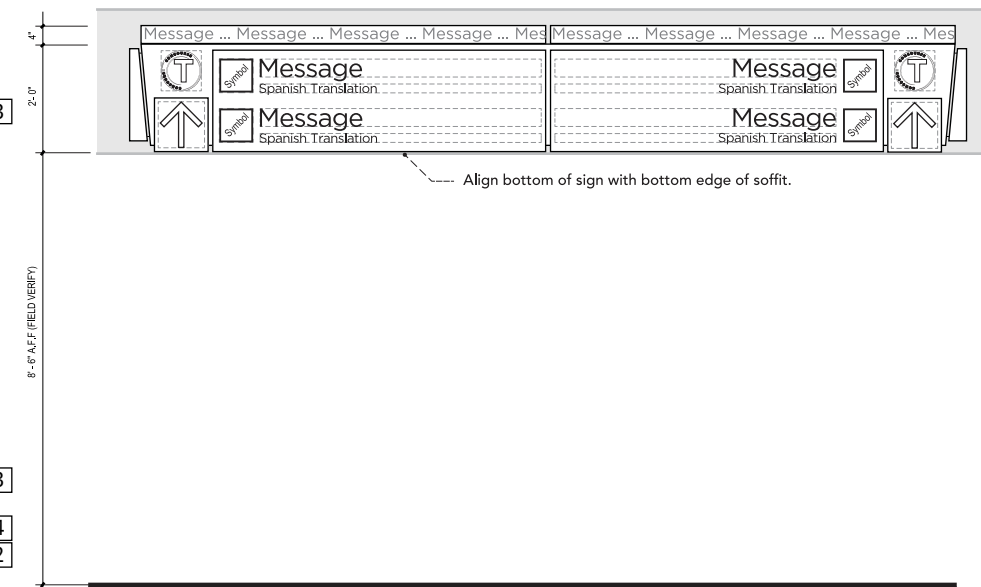 4"
Message ... Message ... Message ... Message ... Mes
Message ... Message ... Message ... Message ... Mes
2'- 0"
T
Symbol
Message
Spanish Translation
Message
Spanish Translation
Symbol
T
3
Symbol
Message
Spanish Translation
Message
Spanish Translation
Symbol
Align bottom of sign with bottom edge of soffit.
8' - 6" A.F.F (FIELD VERIFY)
3
4
2